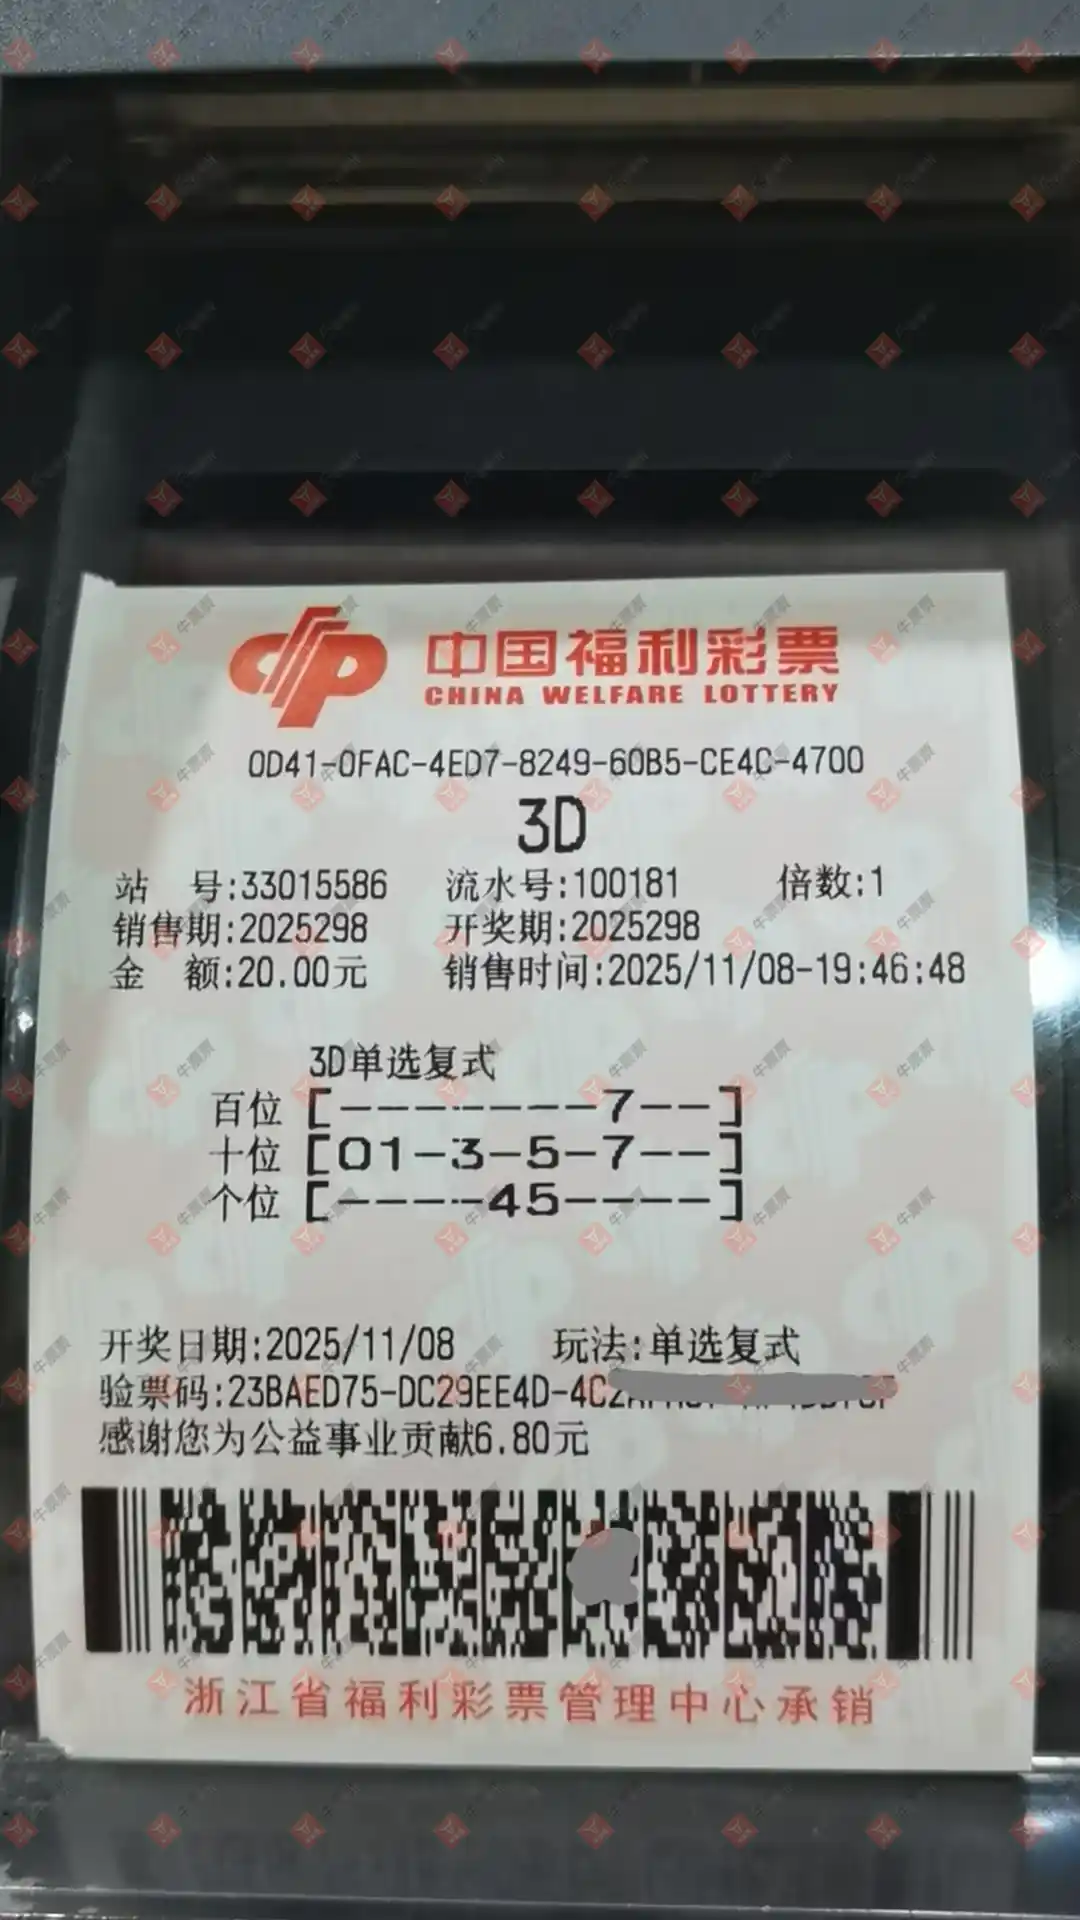 中国福利彩票
CHINA WELFARE LOTTERY
0D41-0FAC-4ED7-8249-60B5-CE4C-4700
3D
站 号:33015586 流水号:100181 倍数:1
销售期:2025298 开奖期:2025298
金 额:20.00元 销售时间:2025/11/08-19:46:48
3D单选复式
百位 [-------7--]
十位 [01-3-5-7--]
个位 [----45----]
开奖日期:2025/11/08 玩法:单选复式
验票码:23BAED75-DC29EE4D-4C2
感谢您为公益事业贡献6.80元
浙江省福利彩票管理中心承销
牛票票